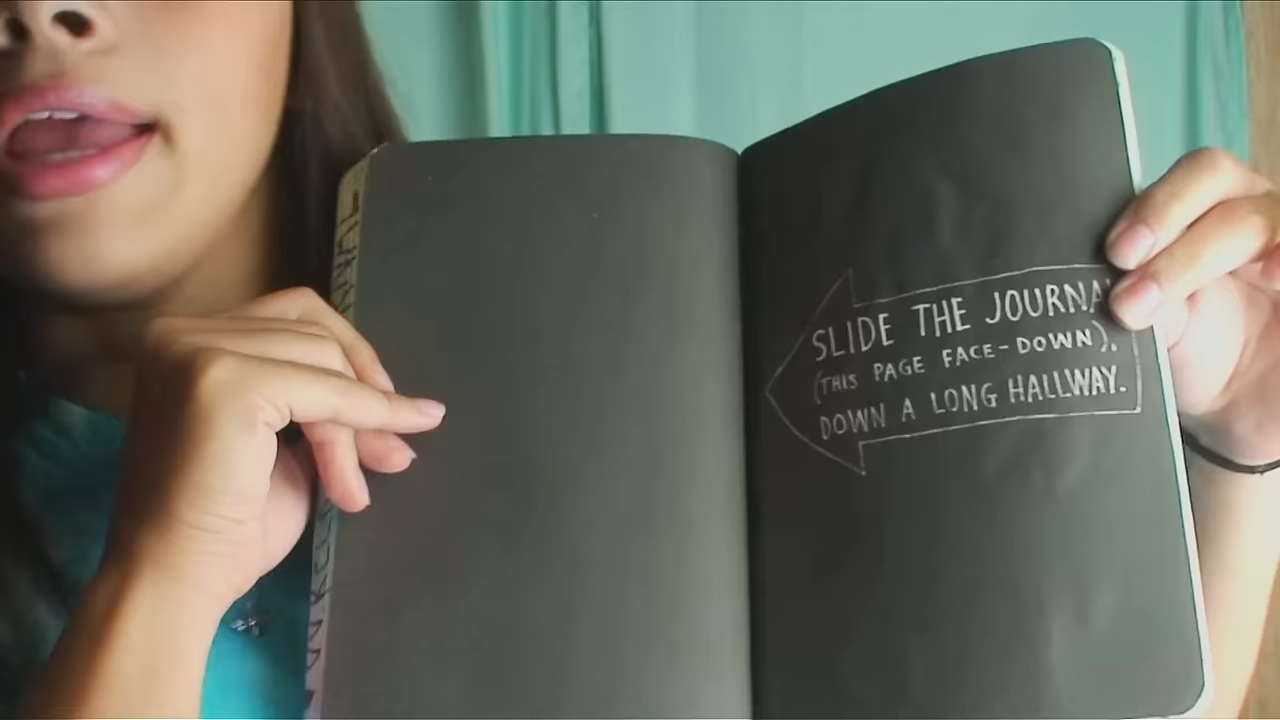 SLIDE THE JOURNA
(THIS PAGE FACE-DOWN).
DOWN A LONG HALLWAY.